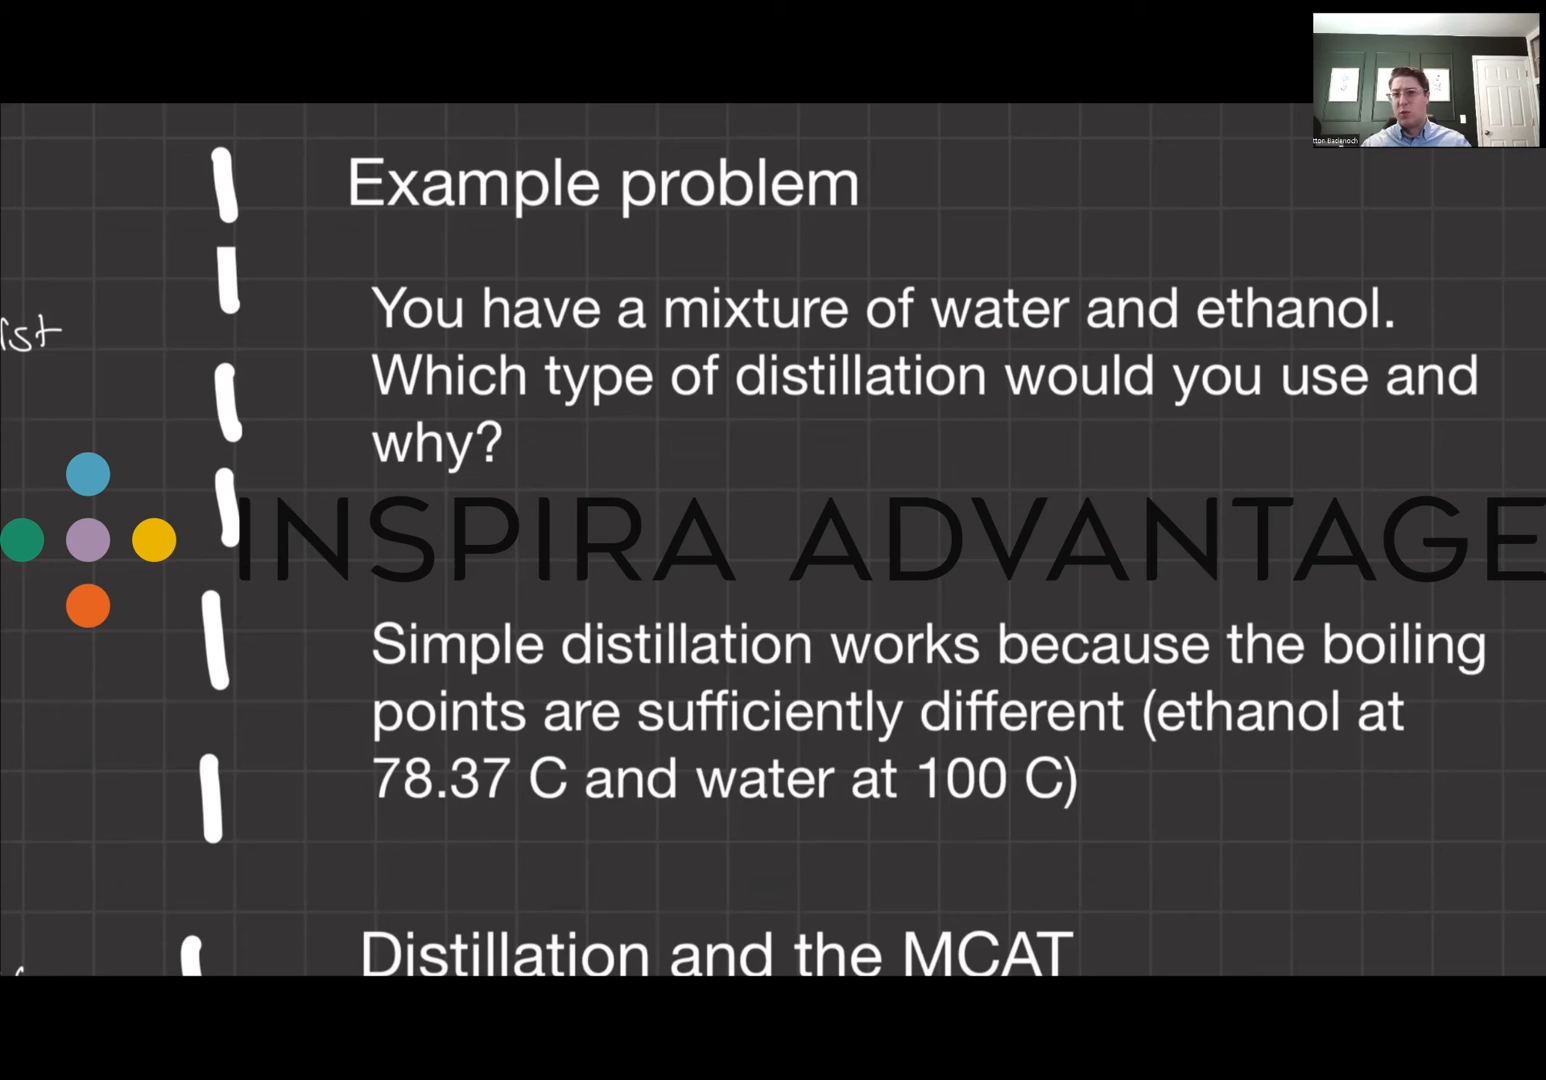 Example problem
You have a mixture of water and ethanol.
Which type of distillation would you use and
why?
INSPIRA ADVANTAGE
Simple distillation works because the boiling
points are sufficiently different (ethanol at
78.37 C and water at 100 C)
Distillation and the MCAT